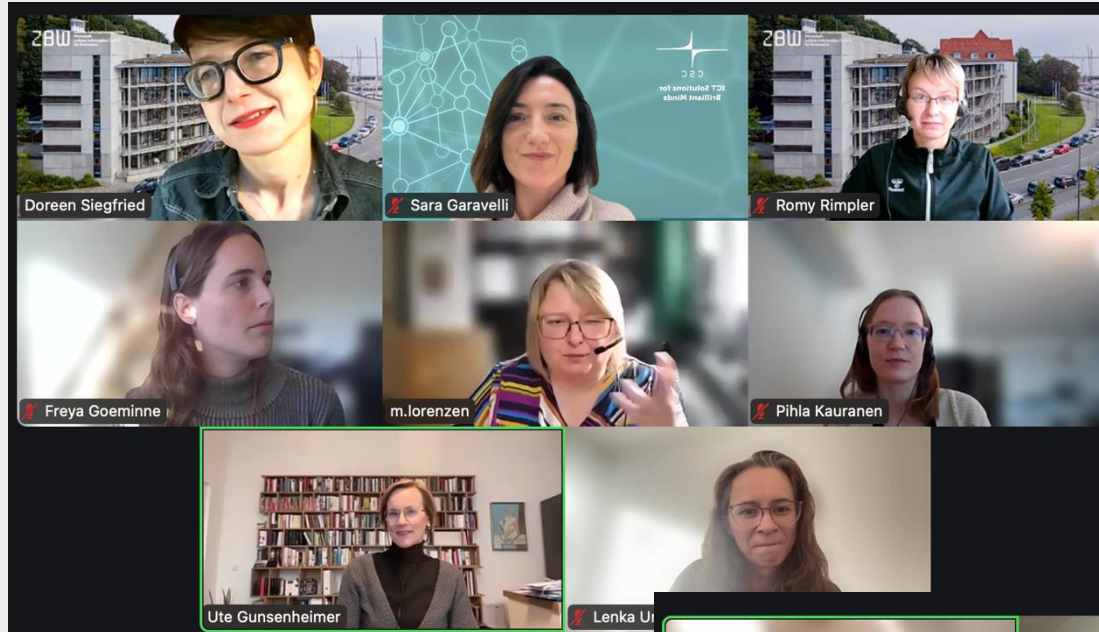 ZBW
CSC
ICT Solutions for
Brilliant Minds
ZBW
Doreen Siegfried
Sara Garavelli
Romy Rimpler
Freya Goeminne
m.lorenzen
Pihla Kauranen
Ute Gunsenheimer
Lenka